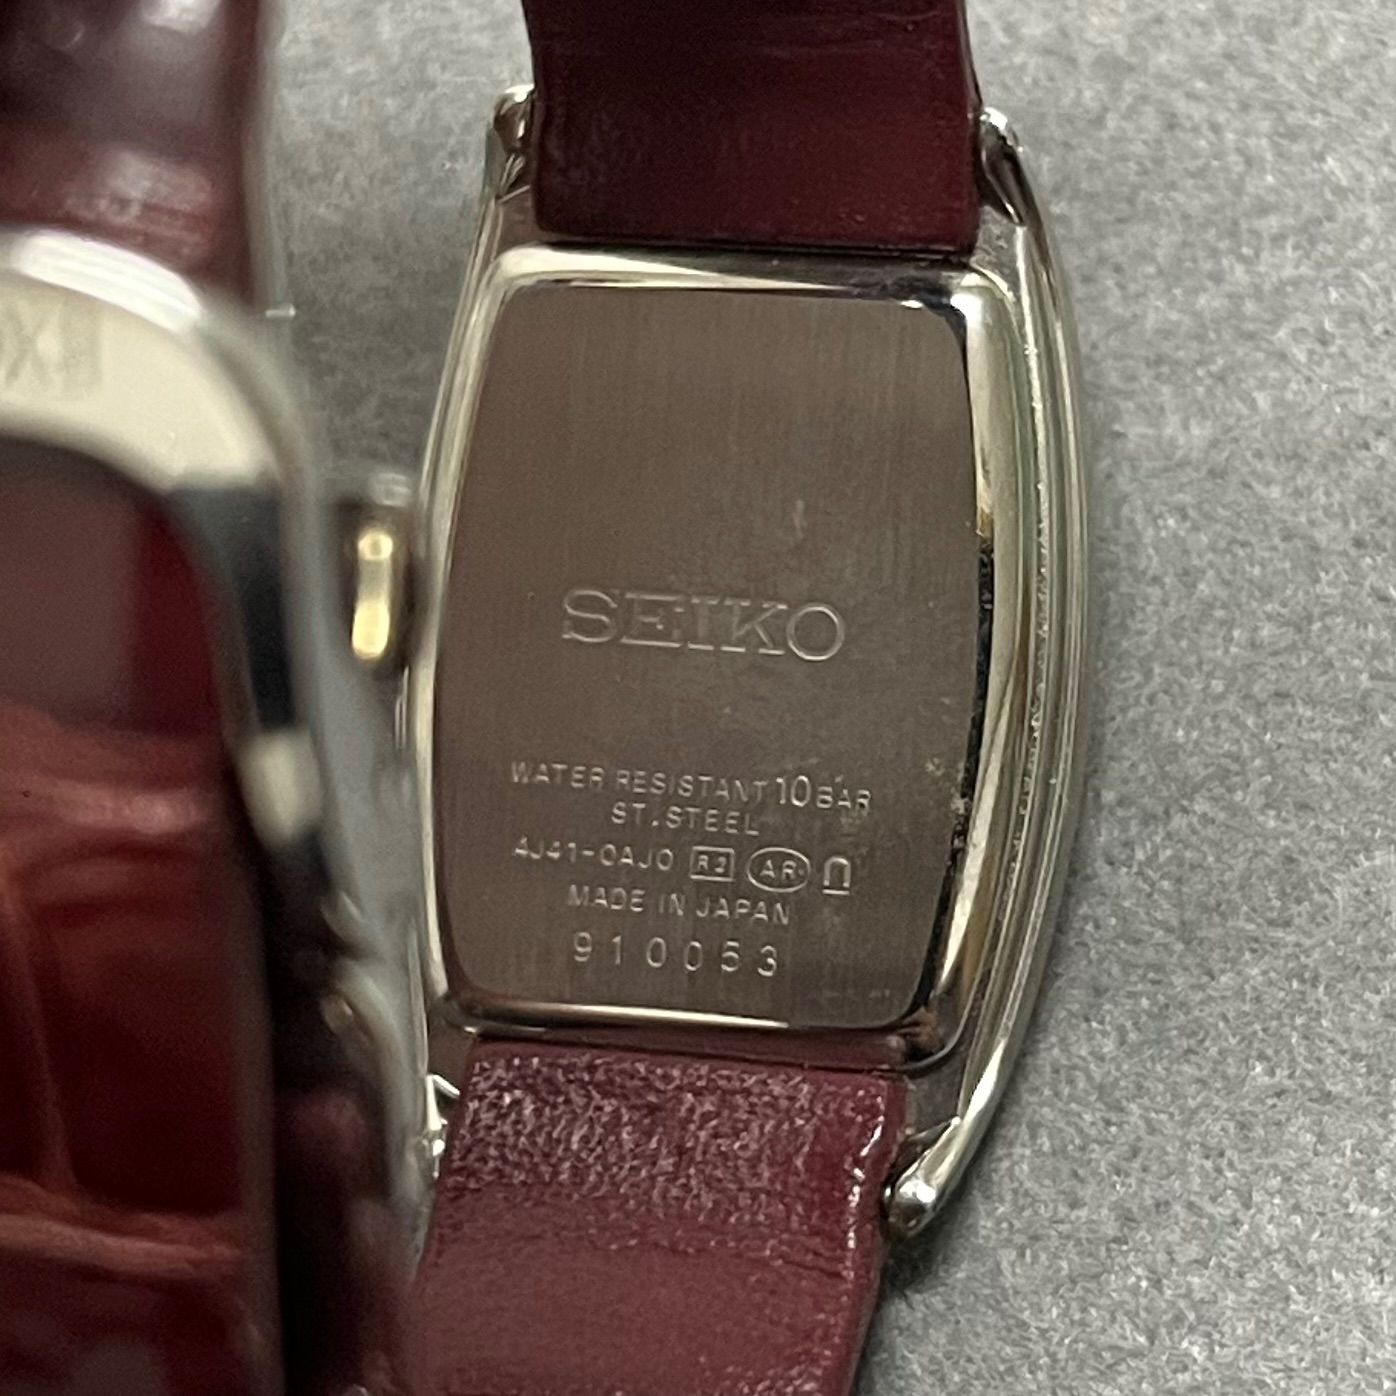 SEIKO
WATER RESISTANT 10 BAR
ST.STEEL
4J41-0AJ0 R2 AR
MADE IN JAPAN
910053